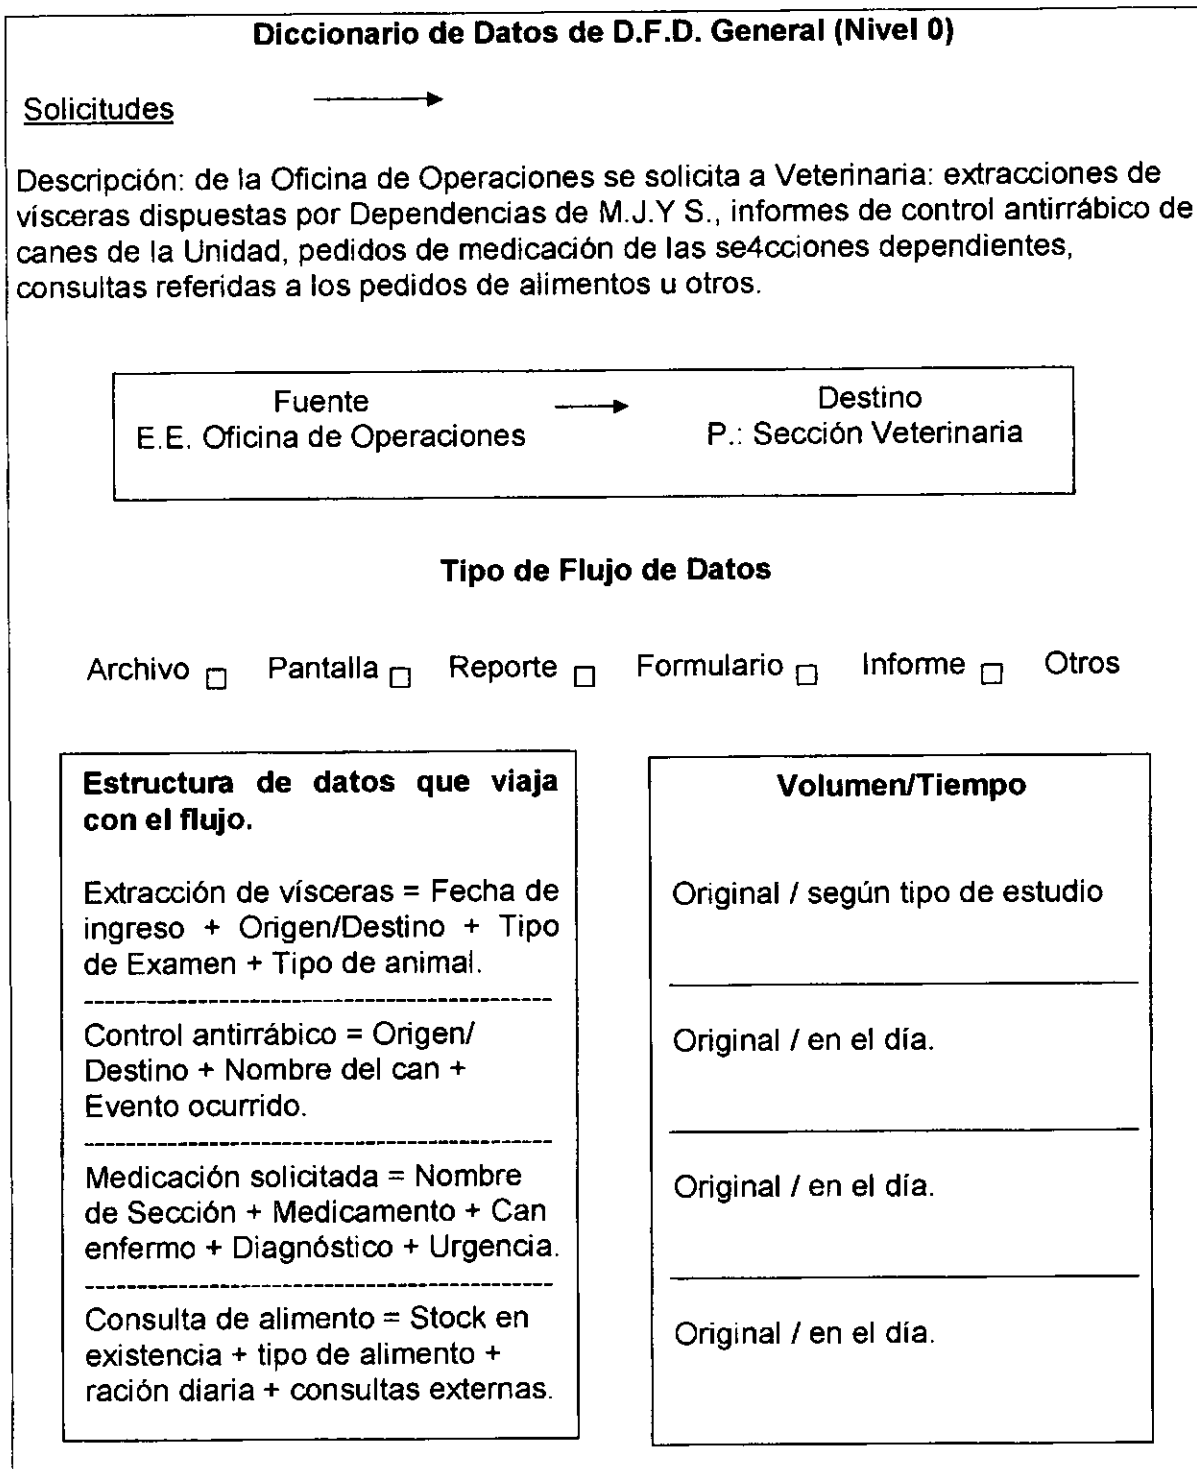 Diccionario de Datos de D.F.D. General (Nivel 0)
Solicitudes
Descripción: de la Oficina de Operaciones se solicita a Veterinaria: extracciones de
vísceras dispuestas por Dependencias de M.J.Y S., informes de control antirrábico de
canes de la Unidad, pedidos de medicación de las se4cciones dependientes,
consultas referidas a los pedidos de alimentos u otros.
Fuente
E.E. Oficina de Operaciones
Destino
P.: Sección Veterinaria
Tipo de Flujo de Datos
Archivo Pantalla Reporte Formulario Informe Otros
Estructura de datos que viaja
con el flujo.
Extracción de vísceras = Fecha de
ingreso + Origen/Destino + Tipo
de Examen + Tipo de animal.
Control antirrábico = Origen/
Destino + Nombre del can +
Evento ocurrido.
Medicación solicitada = Nombre
de Sección + Medicamento + Can
enfermo + Diagnóstico + Urgencia.
Consulta de alimento = Stock en
existencia + tipo de alimento +
ración diaria + consultas externas.
Volumen/Tiempo
Original / según tipo de estudio
Original / en el día.
Original / en el día.
Original / en el día.